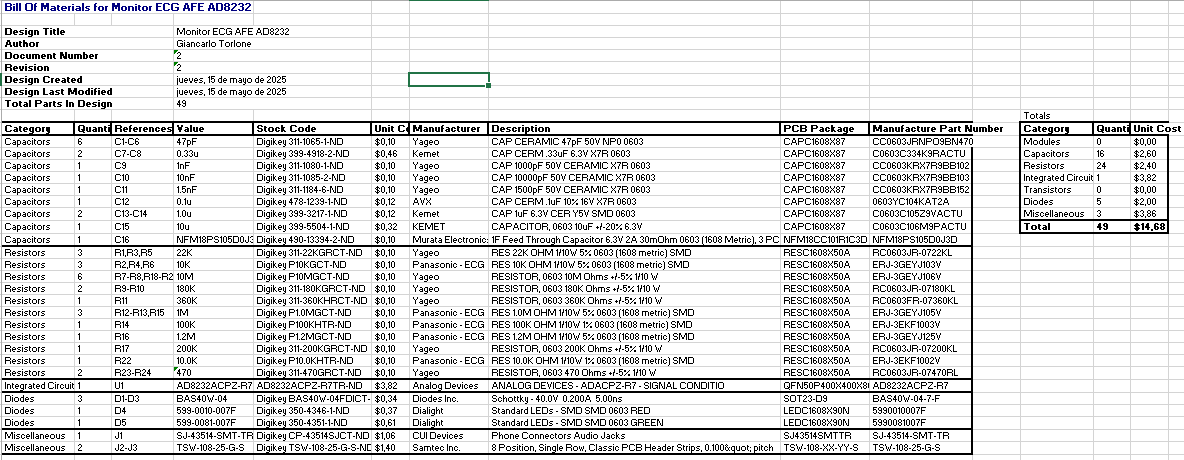 Bill Of Materials for Monitor ECG AFE AD8232
Design Title Monitor ECG AFE AD8232
Author Giancarlo Torlone
Document Number 2
Revision 2
Design Created jueves, 15 de mayo de 2025
Design Last Modified jueves, 15 de mayo de 2025
Total Parts In Design 49
Totals
Category Quanti References Value Stock Code Unit C Manufacturer Description PCB Package Manufacture Part Number Category Quanti Unit Cost
Modules 0 $0,00
Capacitors 6 C1-C6 47pF Digikey 311-1065-1-ND $0,10 Yageo CAP CERAMIC 47pF 50V NP0 0603 CAPC1608X87 CC0603JRNPO9BN470
Capacitors 16 $2,60
Capacitors 2 C7-C8 0.33u Digikey 399-4918-2-ND $0,46 Kemet CAP CERM .33uF 6.3V X7R 0603 CAPC1608X87 C0603C334K9RACTU
Resistors 24 $2,40
Capacitors 1 C9 1nF Digikey 311-1080-1-ND $0,10 Yageo CAP 1000pF 50V CERAMIC X7R 0603 CAPC1608X87 CC0603KRX7R9BB102
Integrated Circuit 1 $3,82
Capacitors 1 C10 10nF Digikey 311-1085-2-ND $0,10 Yageo CAP 10000pF 50V CERAMIC X7R 0603 CAPC1608X87 CC0603KRX7R9BB103
Transistors 0 $0,00
Capacitors 1 C11 1.5nF Digikey 311-1184-6-ND $0,10 Yageo CAP 1500pF 50V CERAMIC X7R 0603 CAPC1608X87 CC0603KRX7R9BB152
Diodes 5 $2,00
Capacitors 1 C12 0.1u Digikey 478-1239-1-ND $0,12 AVX CAP CERM .1uF 10% 16V X7R 0603 CAPC1608X87 0603YC104KAT2A
Miscellaneous 3 $3,86
Capacitors 2 C13-C14 1.0u Digikey 399-3217-1-ND $0,12 Kemet CAP 1uF 6.3V CER Y5V SMD 0603 CAPC1608X87 C0603C105Z9VACTU
Total 49 $14,68
Capacitors 1 C15 10u Digikey 399-5504-1-ND $0,32 KEMET CAPACITOR, 0603 10uF +/-20% 6.3V CAPC1608X87 C0603C106M9PACTU
Capacitors 1 C16 NFM18PS105D0J3 Digikey 490-13394-2-ND $0,10 Murata Electronic: 1F Feed Through Capacitor 6.3V 2A 30mOhm 0603 (1608 Metric), 3 PC NFM18CC101R1C3D NFM18PS105D0J3D
Resistors 3 R1,R3,R5 22K Digikey 311-22KGRCT-ND $0,10 Yageo RES 22K OHM 1/10W 5% 0603 (1608 metric) SMD RESC1608X50A RC0603JR-0722KL
Resistors 3 R2,R4,R6 10K Digikey P10KGCT-ND $0,10 Panasonic - ECG RES 10K OHM 1/10W 5% 0603 (1608 metric) SMD RESC1608X50A ERJ-3GEYJ103V
Resistors 6 R7-R8,R18-R2 10M Digikey P10MGCT-ND $0,10 Yageo RESISTOR, 0603 10M Ohms +/-5% 1/10 W RESC1608X50A ERJ-3GEYJ106V
Resistors 2 R9-R10 180K Digikey 311-180KGRCT-ND $0,10 Yageo RESISTOR, 0603 180K Ohms +/-5% 1/10 W RESC1608X50A RC0603JR-07180KL
Resistors 1 R11 360K Digikey 311-360KHRCT-ND $0,10 Yageo RESISTOR, 0603 360K Ohms +/-5% 1/10 W RESC1608X50A RC0603FR-07360KL
Resistors 3 R12-R13,R15 1M Digikey P1.0MGCT-ND $0,10 Panasonic - ECG RES 1.0M OHM 1/10W 5% 0603 (1608 metric) SMD RESC1608X50A ERJ-3GEYJ105V
Resistors 1 R14 100K Digikey P100KHTR-ND $0,10 Panasonic - ECG RES 100K OHM 1/10W 1% 0603 (1608 metric) SMD RESC1608X50A ERJ-3EKF1003V
Resistors 1 R16 1.2M Digikey P1.2MGCT-ND $0,10 Panasonic - ECG RES 1.2M OHM 1/10W 5% 0603 (1608 metric) SMD RESC1608X50A ERJ-3GEYJ125V
Resistors 1 R17 200K Digikey 311-200KGRCT-ND $0,10 Yageo RESISTOR, 0603 200K Ohms +/-5% 1/10 W RESC1608X50A RC0603JR-07200KL
Resistors 1 R22 10.0K Digikey P10.0KHTR-ND $0,10 Panasonic - ECG RES 10.0K OHM 1/10W 1% 0603 (1608 metric) SMD RESC1608X50A ERJ-3EKF1002V
Resistors 2 R23-R24 470 Digikey 311-470GRCT-ND $0,10 Yageo RESISTOR, 0603 470 Ohms +/-5% 1/10 W RESC1608X50A RC0603JR-07470RL
Integrated Circuit 1 U1 AD8232ACPZ-R7 AD8232ACPZ-R7TR-ND $3,82 Analog Devices ANALOG DEVICES - ADACPZ-R7 - SIGNAL CONDITIO QFN50P400X400X8 AD8232ACPZ-R7
Diodes 3 D1-D3 BAS40W-04 Digikey BAS40W-04FDICT- $0,34 Diodes Inc. Schottky - 40.0V 0.200A 5.00ns SOT23-D9 BAS40W-04-7-F
Diodes 1 D4 599-0010-007F Digikey 350-4346-1-ND $0,37 Dialight Standard LEDs - SMD SMD 0603 RED LEDC1608X90N 5990010007F
Diodes 1 D5 599-0081-007F Digikey 350-4351-1-ND $0,61 Dialight Standard LEDs - SMD SMD 0603 GREEN LEDC1608X90N 5990081007F
Miscellaneous 1 J1 SJ-43514-SMT-TR Digikey CP-43514SJCT-ND $1,06 CUI Devices Phone Connectors Audio Jacks SJ43514SMTTR SJ-43514-SMT-TR
Miscellaneous 2 J2-J3 TSW-108-25-G-S Digikey TSW-108-25-G-S-ND $1,40 Samtec Inc. 8 Position, Single Row, Classic PCB Header Strips, 0.100&quot; pitch TSW-108-XX-YY-S TSW-108-25-G-S